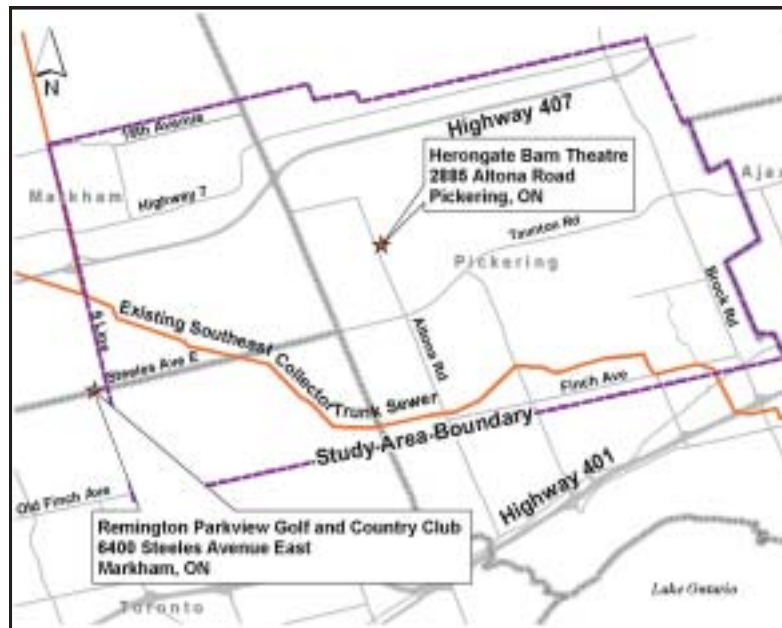 N
16th Avenue
Highway 407
Herongate Barn Theatre
2885 Altona Road
Pickering, ON
Markham
Highway 7
Ajax
Taunton Rd
Pickering
Brock Rd
Existing Southeast Collector Trunk Sewer
9 Line
Altona Rd
Steeles Ave E
Finch Ave
Study-Area-Boundary
Highway 401
Old Finch Ave
Remington Parkview Golf and Country Club
6400 Steeles Avenue East
Markham, ON
Lake Ontario
Toronto